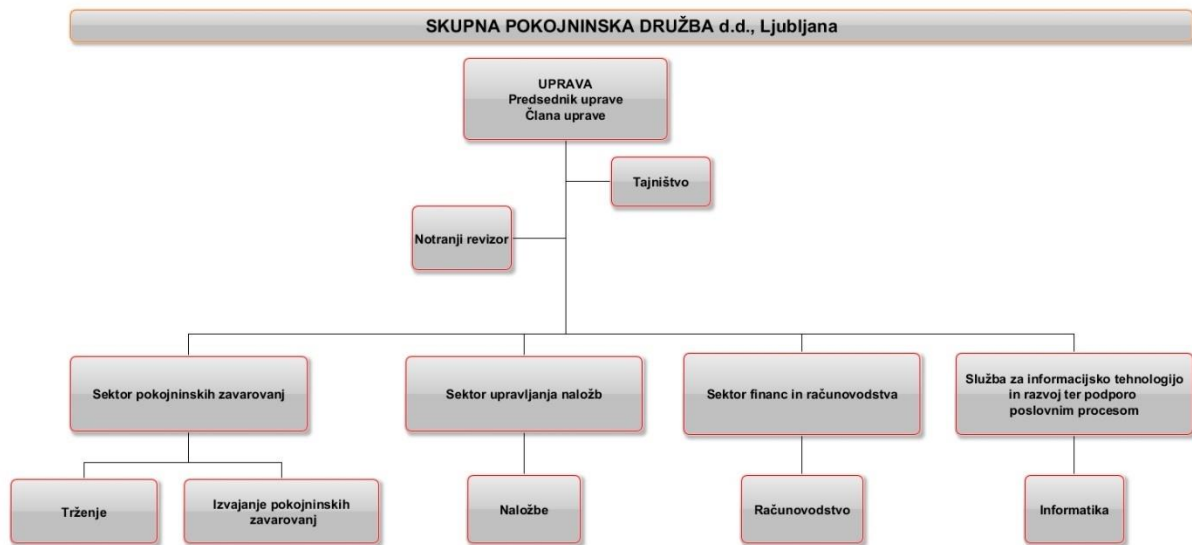 SKUPNA POKOJNINSKA DRUŽBA d.d., Ljubljana
UPRAVA
Predsednik uprave
Člana uprave
Tajništvo
Notranji revizor
Sektor pokojninskih zavarovanj
Sektor upravljanja naložb
Sektor financ in računovodstva
Služba za informacijsko tehnologijo
in razvoj ter podporo
poslovnim procesom
Trženje
Izvajanje pokojninskih
zavarovanj
Naložbe
Računovodstvo
Informatika